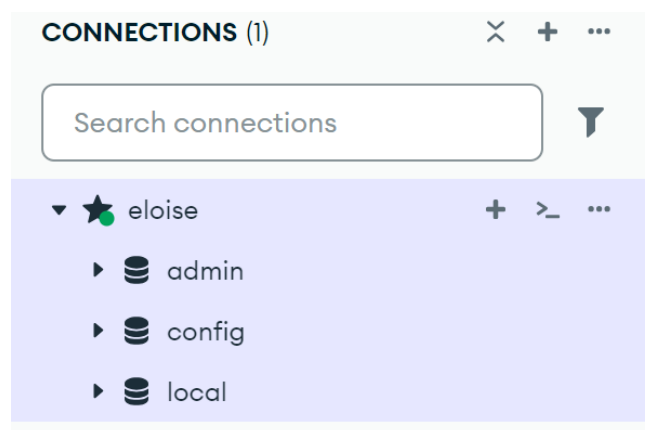 CONNECTIONS (1)
Search connections
eloise
admin
config
local